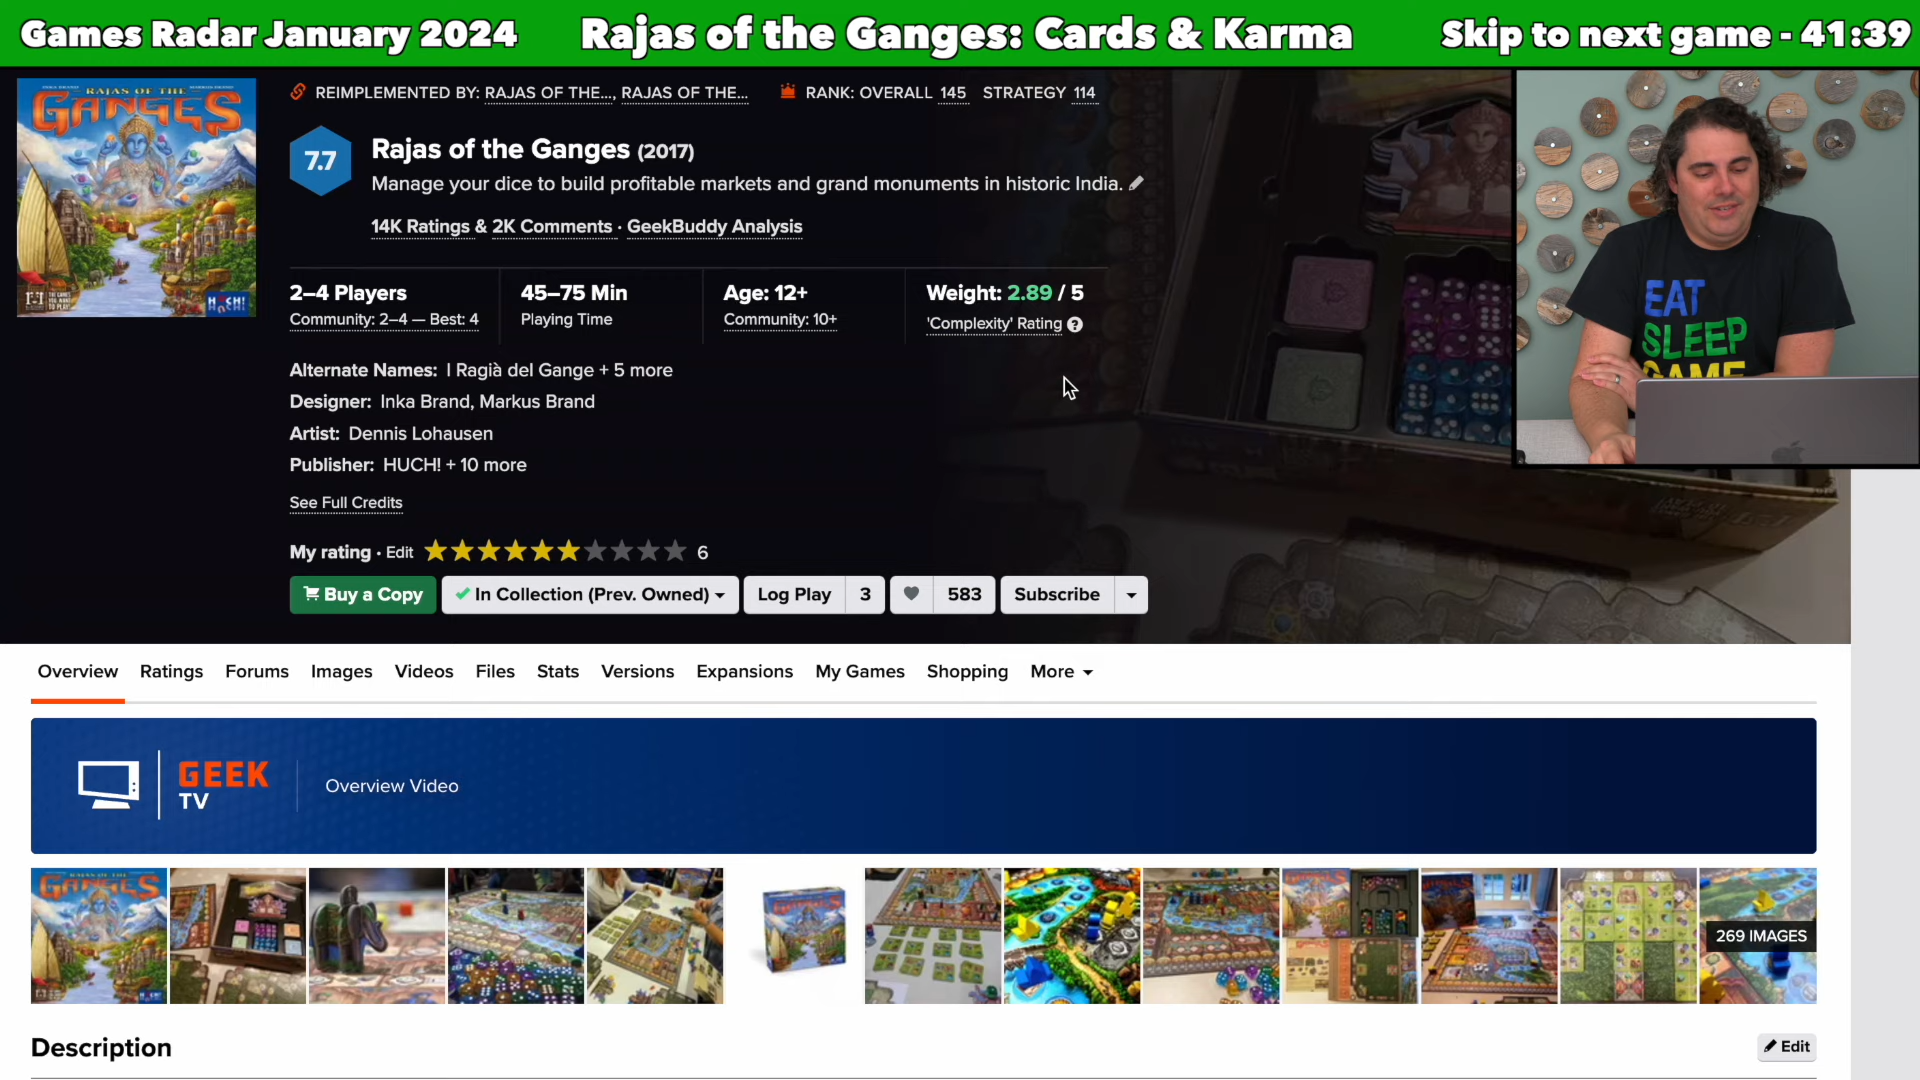 Games Radar January 2024
Rajas of the Ganges: Cards & Karma
Skip to next game - 41:39
RAJAS OF THE
GANGES
HUCH!
REIMPLEMENTED BY: RAJAS OF THE..., RAJAS OF THE...
RANK: OVERALL 145 STRATEGY 114
7.7
Rajas of the Ganges (2017)
Manage your dice to build profitable markets and grand monuments in historic India.
14K Ratings & 2K Comments · GeekBuddy Analysis
2–4 Players
Community: 2–4 — Best: 4
45–75 Min
Playing Time
Age: 12+
Community: 10+
Weight: 2.89 / 5
'Complexity' Rating ?
Alternate Names: I Ragià del Gange + 5 more
Designer: Inka Brand, Markus Brand
Artist: Dennis Lohausen
Publisher: HUCH! + 10 more
See Full Credits
My rating · Edit 6
Buy a Copy
In Collection (Prev. Owned)
Log Play 3
583
Subscribe
EAT
SLEEP
GAME
Overview Ratings Forums Images Videos Files Stats Versions Expansions My Games Shopping More
GEEK
TV
Overview Video
GANGES
269 IMAGES
Description
Edit